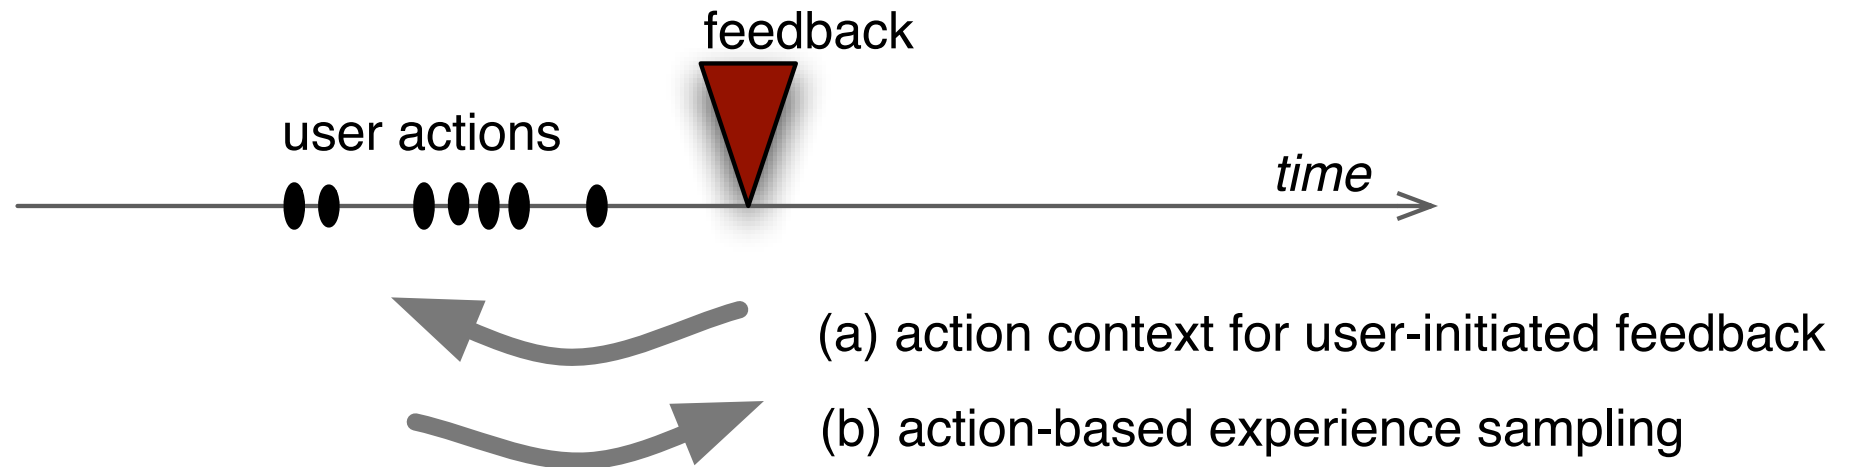 feedback
user actions
time
(a) action context for user-initiated feedback
(b) action-based experience sampling